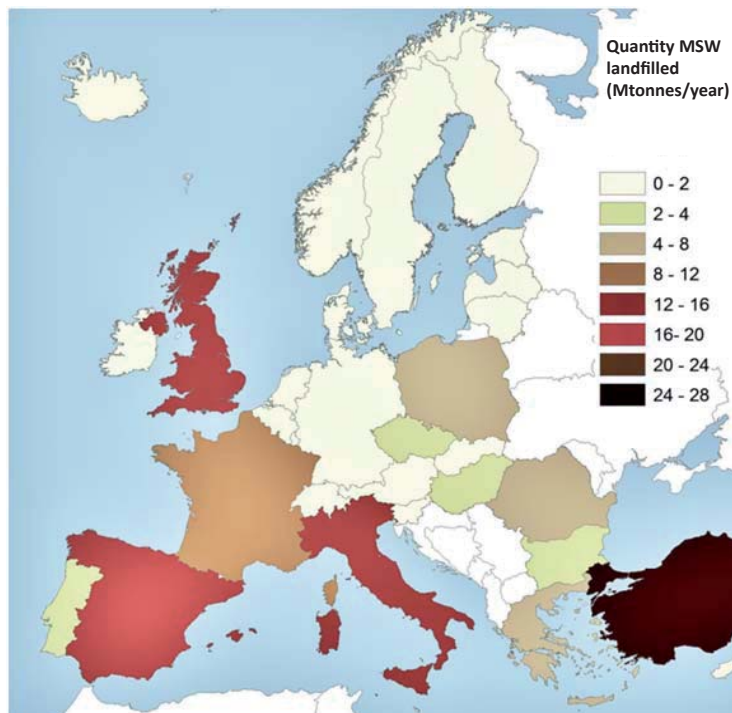 Quantity MSW
landfilled
(Mtonnes/year)
0 - 2
2 - 4
4 - 8
8 - 12
12 - 16
16- 20
20 - 24
24 - 28